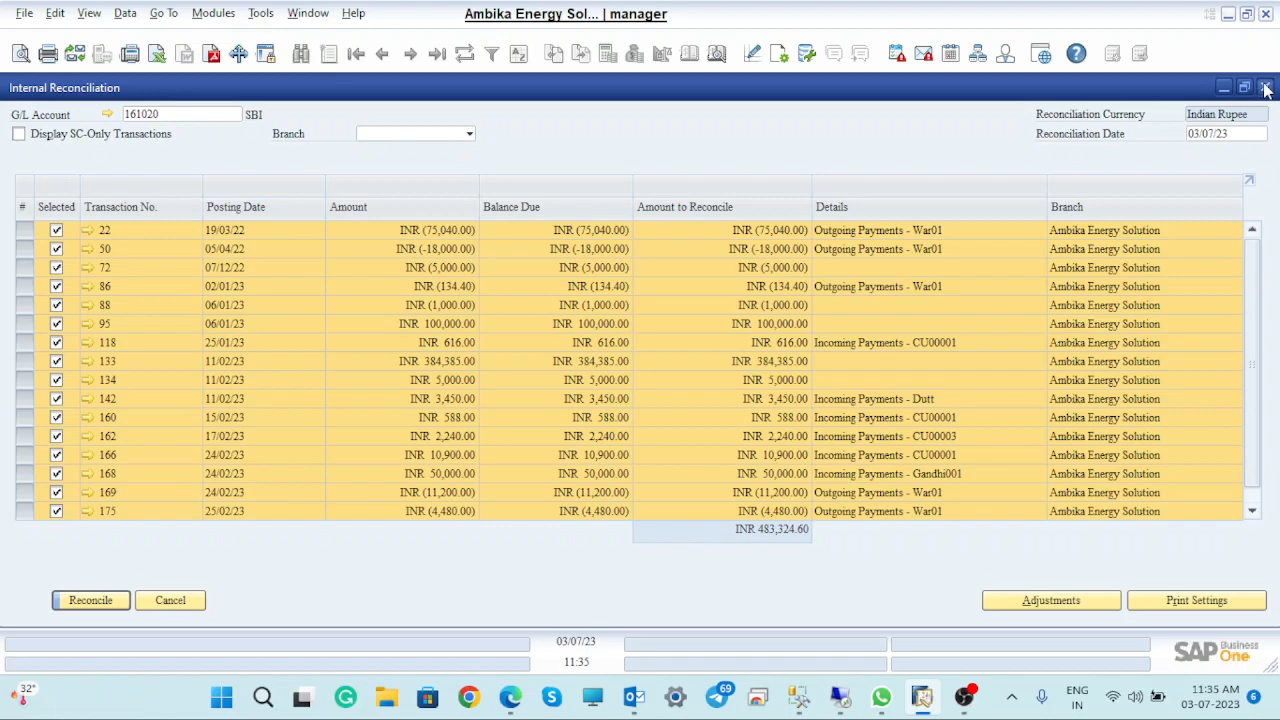 File Edit View Data Go To Modules Tools Window Help Ambika Energy Sol... | manager
Internal Reconciliation
G/L Account 161020 SBI Reconciliation Currency Indian Rupee
Display SC-Only Transactions Branch Reconciliation Date 03/07/23
# Selected Transaction No. Posting Date Amount Balance Due Amount to Reconcile Details Branch
22 19/03/22 INR (75,040.00) INR (75,040.00) INR (75,040.00) Outgoing Payments - War01 Ambika Energy Solution
50 05/04/22 INR (-18,000.00) INR (-18,000.00) INR (-18,000.00) Outgoing Payments - War01 Ambika Energy Solution
72 07/12/22 INR (5,000.00) INR (5,000.00) INR (5,000.00) Ambika Energy Solution
86 02/01/23 INR (134.40) INR (134.40) INR (134.40) Outgoing Payments - War01 Ambika Energy Solution
88 06/01/23 INR (1,000.00) INR (1,000.00) INR (1,000.00) Ambika Energy Solution
95 06/01/23 INR 100,000.00 INR 100,000.00 INR 100,000.00 Ambika Energy Solution
118 25/01/23 INR 616.00 INR 616.00 INR 616.00 Incoming Payments - CU00001 Ambika Energy Solution
133 11/02/23 INR 384,385.00 INR 384,385.00 INR 384,385.00 Ambika Energy Solution
134 11/02/23 INR 5,000.00 INR 5,000.00 INR 5,000.00 Ambika Energy Solution
142 11/02/23 INR 3,450.00 INR 3,450.00 INR 3,450.00 Incoming Payments - Dutt Ambika Energy Solution
160 15/02/23 INR 588.00 INR 588.00 INR 588.00 Incoming Payments - CU00001 Ambika Energy Solution
162 17/02/23 INR 2,240.00 INR 2,240.00 INR 2,240.00 Incoming Payments - CU00003 Ambika Energy Solution
166 24/02/23 INR 10,900.00 INR 10,900.00 INR 10,900.00 Incoming Payments - CU00001 Ambika Energy Solution
168 24/02/23 INR 50,000.00 INR 50,000.00 INR 50,000.00 Incoming Payments - Gandhi001 Ambika Energy Solution
169 24/02/23 INR (11,200.00) INR (11,200.00) INR (11,200.00) Outgoing Payments - War01 Ambika Energy Solution
175 25/02/23 INR (4,480.00) INR (4,480.00) INR (4,480.00) Outgoing Payments - War01 Ambika Energy Solution
INR 483,324.60
Reconcile Cancel Adjustments Print Settings
03/07/23
11:35
SAP Business One
32° 69 ENG IN 11:35 AM 03-07-2023 6